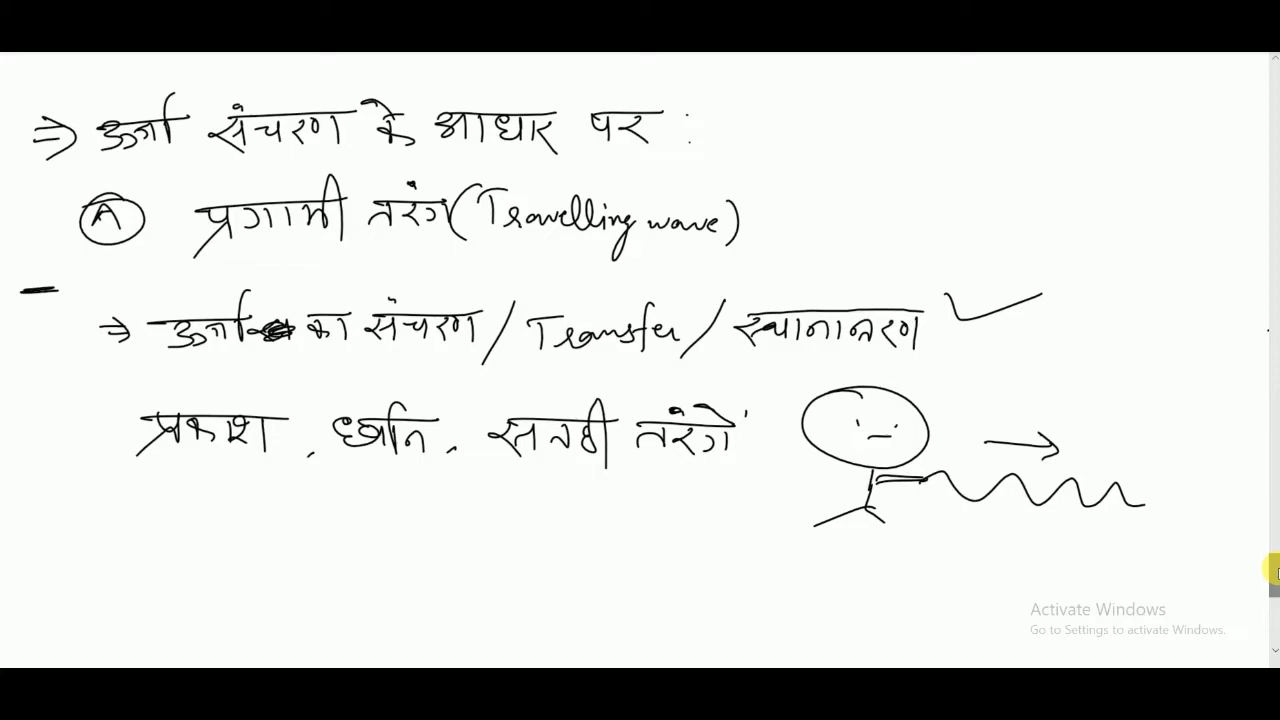 ⇒ ऊर्जा संचरण के आधार पर :
(A) प्रगामी तरंग (Travelling wave)
→ ऊर्जा का संचरण / Transfer / स्थानान्तरण ✓
प्रकाश, ध्वनि, सतही तरंगे
Activate Windows
Go to Settings to activate Windows.